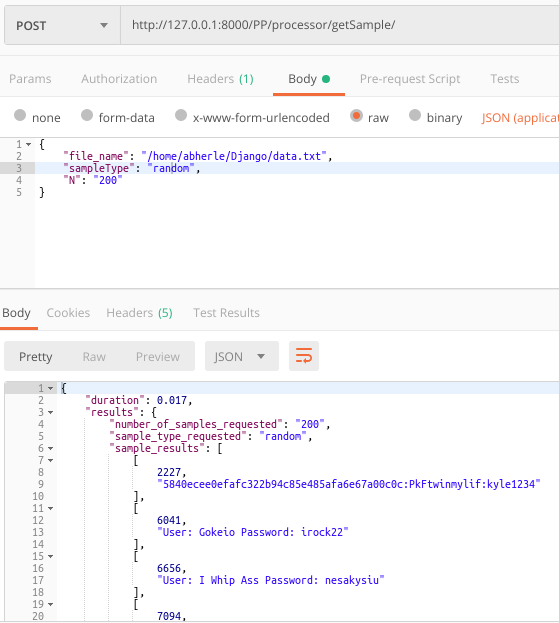 POST http://127.0.0.1:8000/PP/processor/getSample/
Params Authorization Headers (1) Body Pre-request Script Tests
none form-data x-www-form-urlencoded raw binary JSON (applicat
1 {
2 "file_name": "/home/abherle/Django/data.txt",
3 "sampleType": "random",
4 "N": "200"
5 }
Body Cookies Headers (5) Test Results
Pretty Raw Preview JSON
1 {
2 "duration": 0.017,
3 "results": {
4 "number_of_samples_requested": "200",
5 "sample_type_requested": "random",
6 "sample_results": [
7 [
8 2227,
9 "5840ecee0efafc322b94c85e485afa6e67a00c0c:PkFtwinmylif:kyle1234"
10 ],
11 [
12 6041,
13 "User: Gokeio Password: irock22"
14 ],
15 [
16 6656,
17 "User: I Whip Ass Password: nesakysiu"
18 ],
19 [
20 7094,